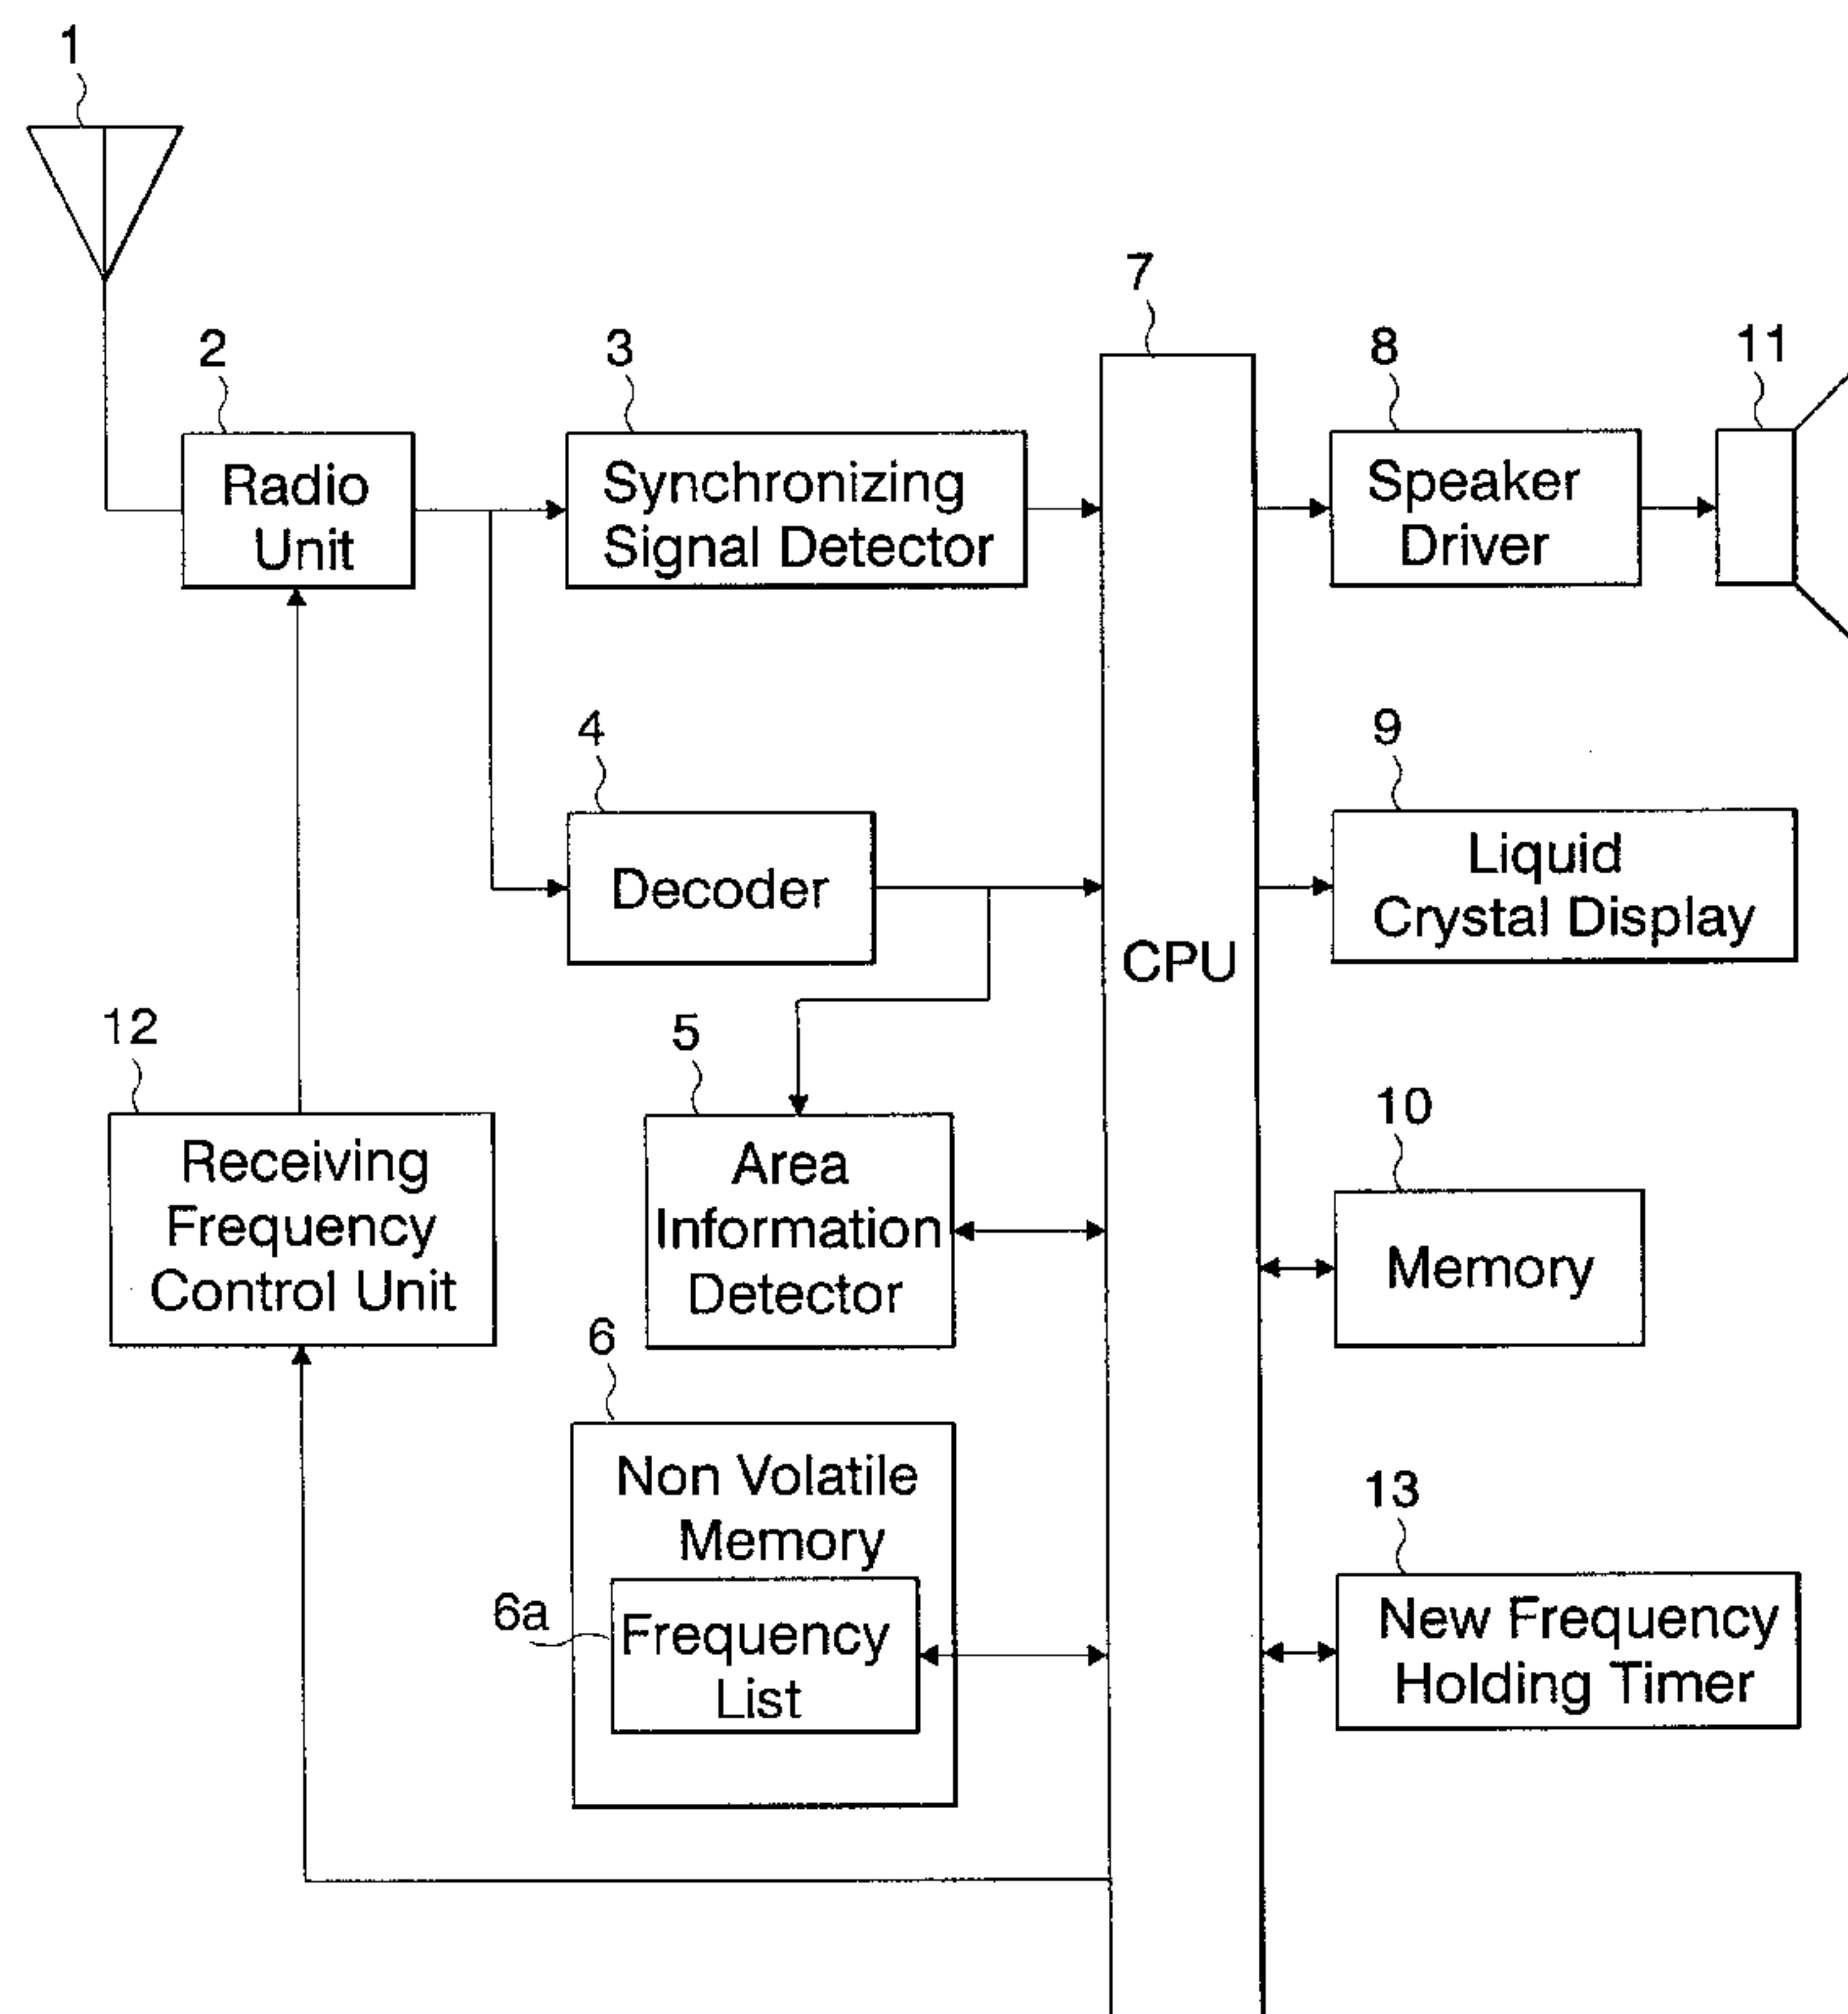 1
2
Radio
Unit
3
Synchronizing
Signal Detector
7
CPU
8
Speaker
Driver
11
4
Decoder
9
Liquid
Crystal Display
12
Receiving
Frequency
Control Unit
5
Area
Information
Detector
10
Memory
6
Non Volatile
Memory
6a
Frequency
List
13
New Frequency
Holding Timer